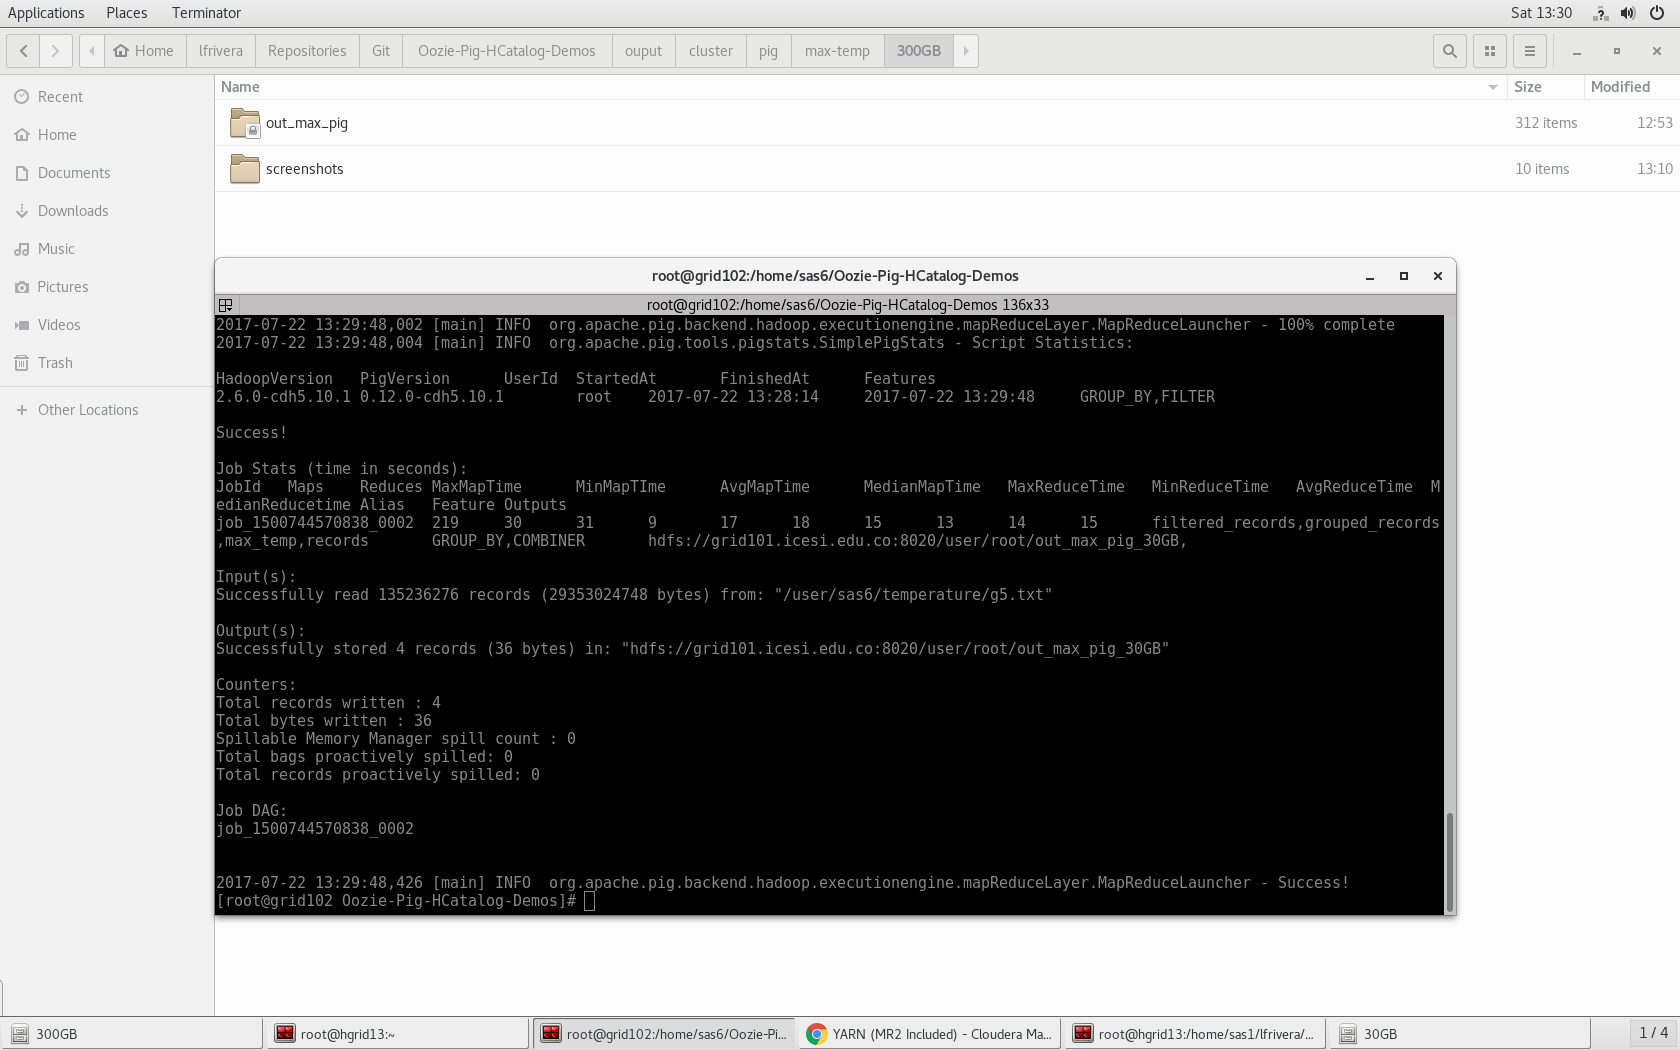 Applications Places Terminator Sat 13:30
Home lfrivera Repositories Git Oozie-Pig-HCatalog-Demos ouput cluster pig max-temp 300GB
Name Size Modified
Recent
Home
Documents
Downloads
Music
Pictures
Videos
Trash
Other Locations
out_max_pig 312 items 12:53
screenshots 10 items 13:10
root@grid102:/home/sas6/Oozie-Pig-HCatalog-Demos
root@grid102:/home/sas6/Oozie-Pig-HCatalog-Demos 136x33
2017-07-22 13:29:48,002 [main] INFO  org.apache.pig.backend.hadoop.executionengine.mapReduceLayer.MapReduceLauncher - 100% complete
2017-07-22 13:29:48,004 [main] INFO  org.apache.pig.tools.pigstats.SimplePigStats - Script Statistics:
HadoopVersion   PigVersion      UserId  StartedAt       FinishedAt      Features
2.6.0-cdh5.10.1 0.12.0-cdh5.10.1        root    2017-07-22 13:28:14     2017-07-22 13:29:48     GROUP_BY,FILTER
Success!
Job Stats (time in seconds):
JobId   Maps    Reduces MaxMapTime      MinMapTIme      AvgMapTime      MedianMapTime   MaxReduceTime   MinReduceTime   AvgReduceTime  M
edianReducetime Alias   Feature Outputs
job_1500744570838_0002  219     30      31      9       17      18      15      13      14      15      filtered_records,grouped_records
,max_temp,records       GROUP_BY,COMBINER       hdfs://grid101.icesi.edu.co:8020/user/root/out_max_pig_30GB,
Input(s):
Successfully read 135236276 records (29353024748 bytes) from: "/user/sas6/temperature/g5.txt"
Output(s):
Successfully stored 4 records (36 bytes) in: "hdfs://grid101.icesi.edu.co:8020/user/root/out_max_pig_30GB"
Counters:
Total records written : 4
Total bytes written : 36
Spillable Memory Manager spill count : 0
Total bags proactively spilled: 0
Total records proactively spilled: 0
Job DAG:
job_1500744570838_0002
2017-07-22 13:29:48,426 [main] INFO  org.apache.pig.backend.hadoop.executionengine.mapReduceLayer.MapReduceLauncher - Success!
[root@grid102 Oozie-Pig-HCatalog-Demos]#
300GB root@hgrid13:~ root@grid102:/home/sas6/Oozie-Pi... YARN (MR2 Included) - Cloudera Ma... root@hgrid13:/home/sas1/lfrivera/... 30GB 1 / 4